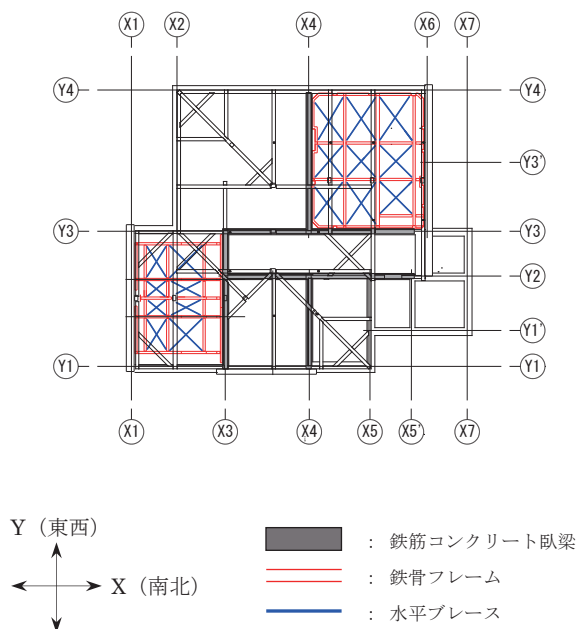 X1 X2 X4 X6 X7
Y4 Y4
Y3'
Y3 Y3
Y2
Y1'
Y1 Y1
X1 X3 X4 X5 X5' X7
Y（東西）
X（南北）
： 鉄筋コンクリート臥梁
： 鉄骨フレーム
： 水平ブレース